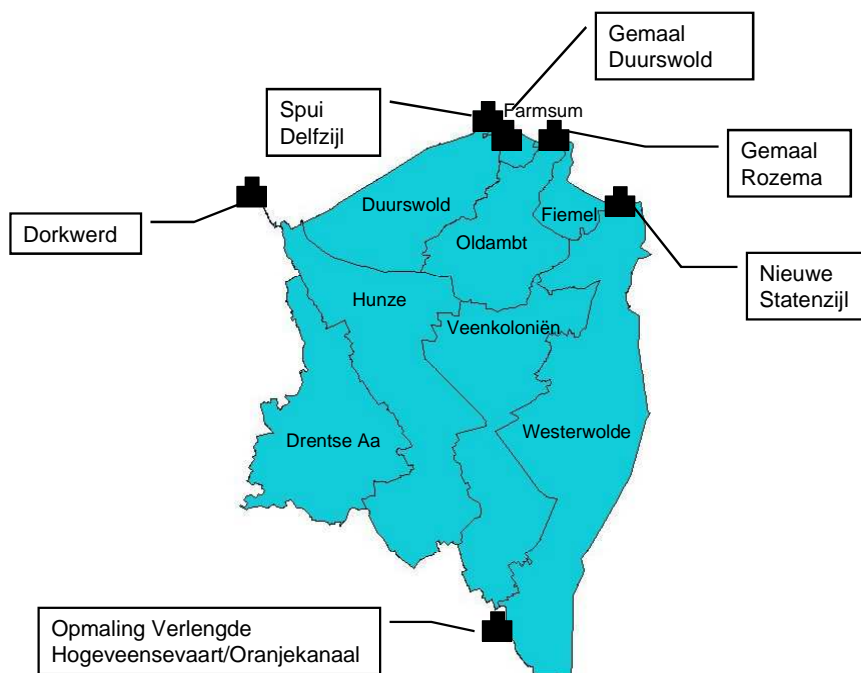 Gemaal
Duurswold
Spui
Delfzijl
Farmsum
Gemaal
Rozema
Dorkwerd
Duurswold
Fiemel
Oldambt
Nieuwe
Statenzijl
Hunze
Veenkoloniën
Drentse Aa
Westerwolde
Opmaling Verlengde
Hogeveensevaart/Oranjekanaal